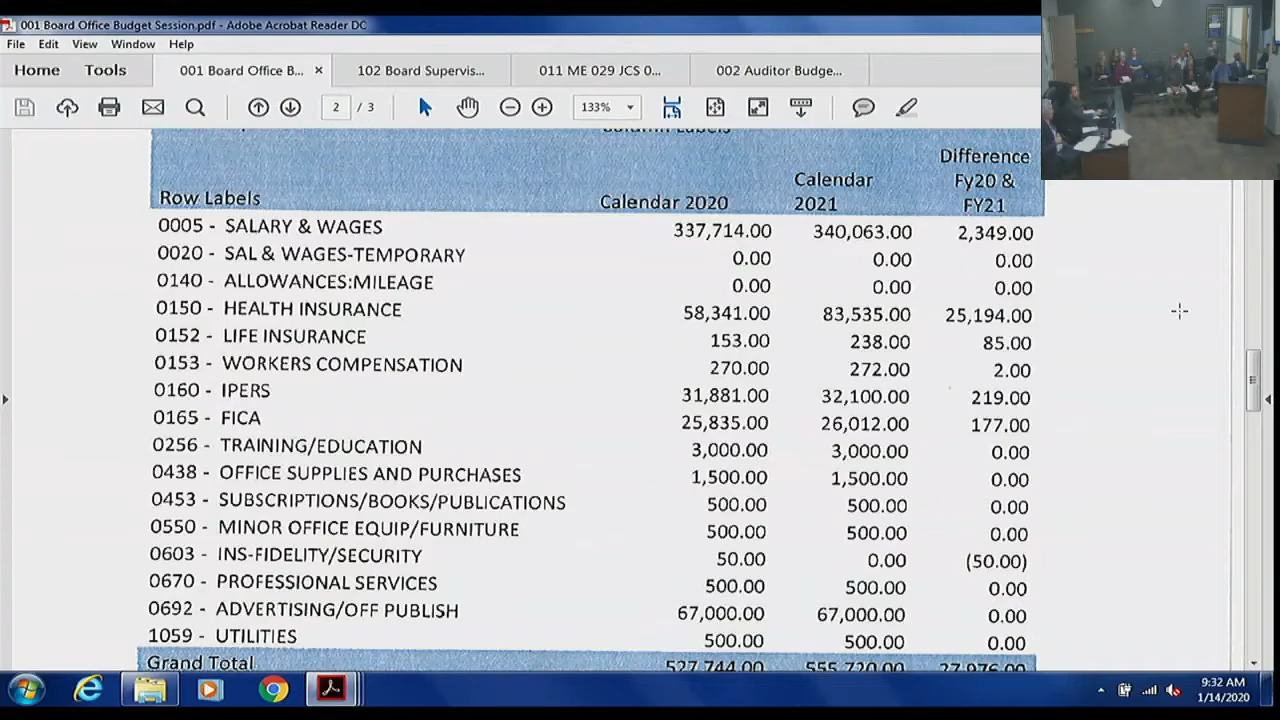 001 Board Office Budget Session.pdf - Adobe Acrobat Reader DC
File Edit View Window Help
Home Tools 001 Board Office B... × 102 Board Supervis... 011 ME 029 JCS 0... 002 Auditor Budge...
2 / 3 133%
Column Labels
Row Labels Calendar 2020 Calendar 2021 Difference Fy20 & FY21
0005 - SALARY & WAGES 337,714.00 340,063.00 2,349.00
0020 - SAL & WAGES-TEMPORARY 0.00 0.00 0.00
0140 - ALLOWANCES:MILEAGE 0.00 0.00 0.00
0150 - HEALTH INSURANCE 58,341.00 83,535.00 25,194.00
0152 - LIFE INSURANCE 153.00 238.00 85.00
0153 - WORKERS COMPENSATION 270.00 272.00 2.00
0160 - IPERS 31,881.00 32,100.00 219.00
0165 - FICA 25,835.00 26,012.00 177.00
0256 - TRAINING/EDUCATION 3,000.00 3,000.00 0.00
0438 - OFFICE SUPPLIES AND PURCHASES 1,500.00 1,500.00 0.00
0453 - SUBSCRIPTIONS/BOOKS/PUBLICATIONS 500.00 500.00 0.00
0550 - MINOR OFFICE EQUIP/FURNITURE 500.00 500.00 0.00
0603 - INS-FIDELITY/SECURITY 50.00 0.00 (50.00)
0670 - PROFESSIONAL SERVICES 500.00 500.00 0.00
0692 - ADVERTISING/OFF PUBLISH 67,000.00 67,000.00 0.00
1059 - UTILITIES 500.00 500.00 0.00
Grand Total 527,744.00 555,720.00 27,976.00
9:32 AM
1/14/2020